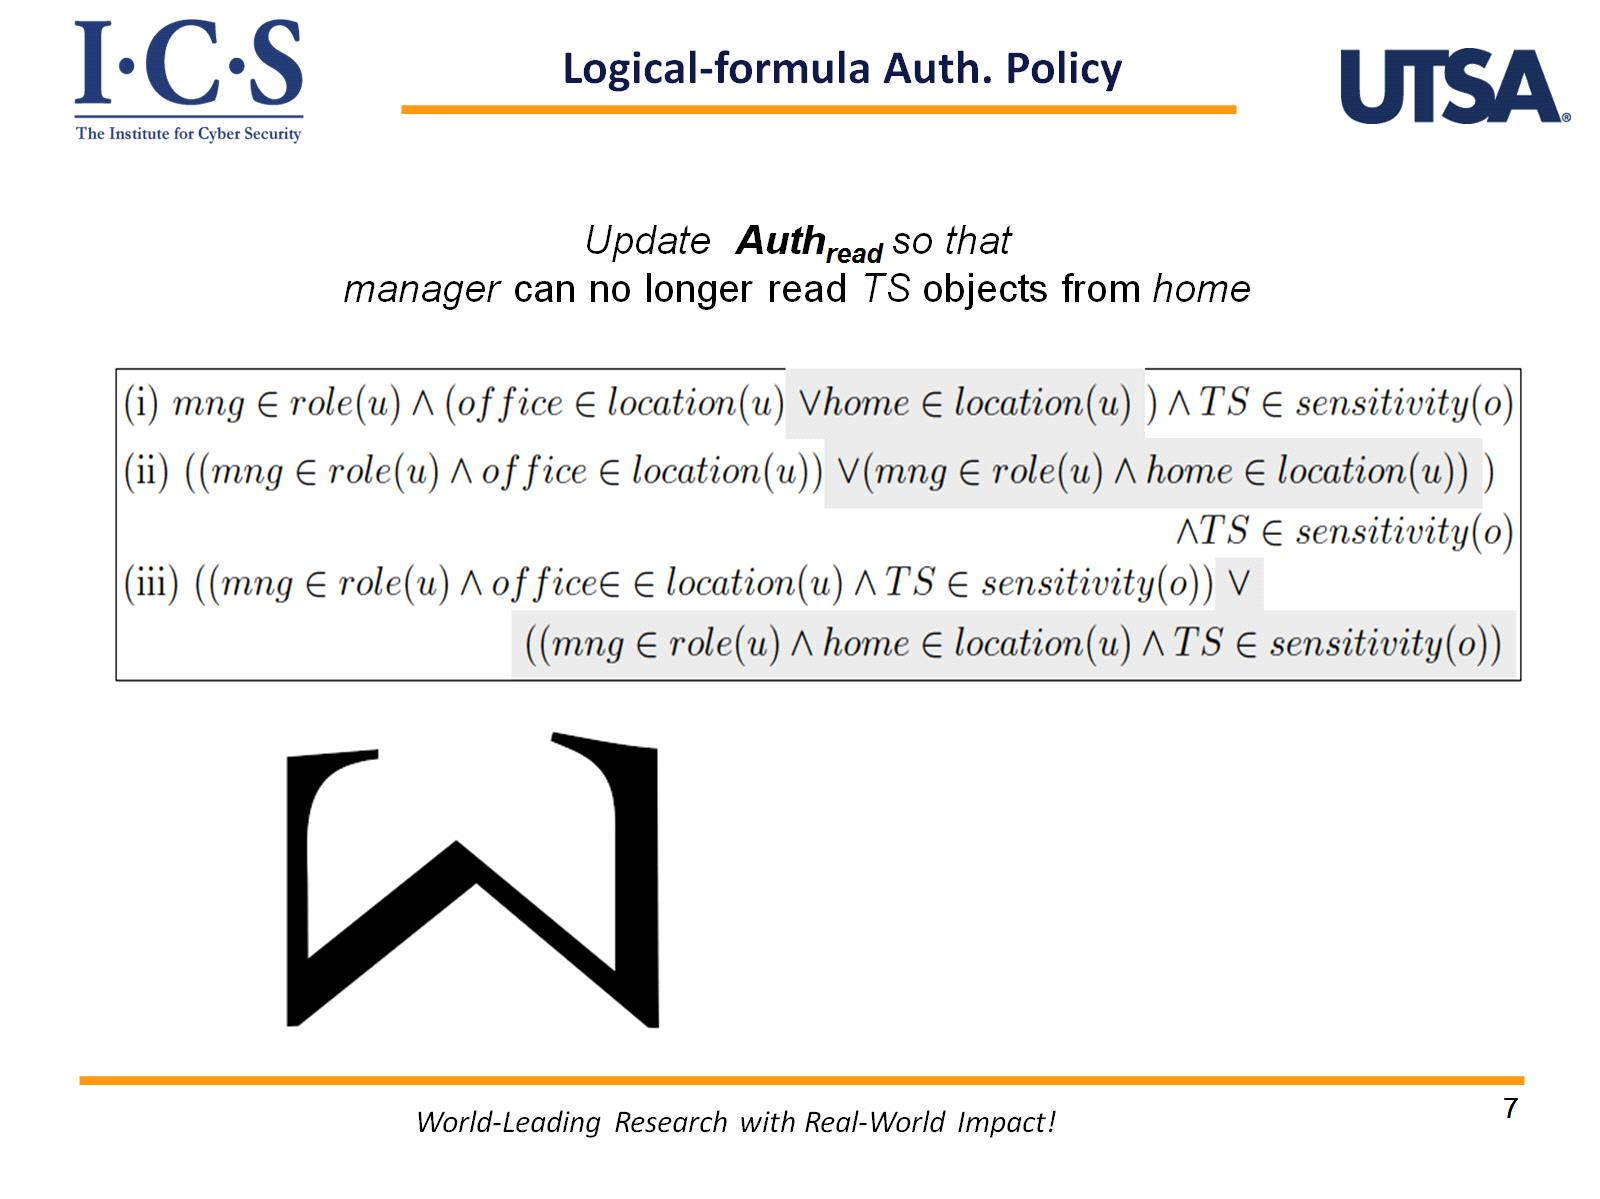 I·C·S
The Institute for Cyber Security
Logical-formula Auth. Policy
UTSA®
Update Auth_read so that
manager can no longer read TS objects from home
(i) mng ∈ role(u) ∧ (office ∈ location(u) ∨home ∈ location(u) ) ∧ TS ∈ sensitivity(o)
(ii) ((mng ∈ role(u) ∧ office ∈ location(u)) ∨(mng ∈ role(u) ∧ home ∈ location(u)) )
∧TS ∈ sensitivity(o)
(iii) ((mng ∈ role(u) ∧ office∈ ∈ location(u) ∧ TS ∈ sensitivity(o)) ∨
((mng ∈ role(u) ∧ home ∈ location(u) ∧ TS ∈ sensitivity(o))
World-Leading Research with Real-World Impact!
7